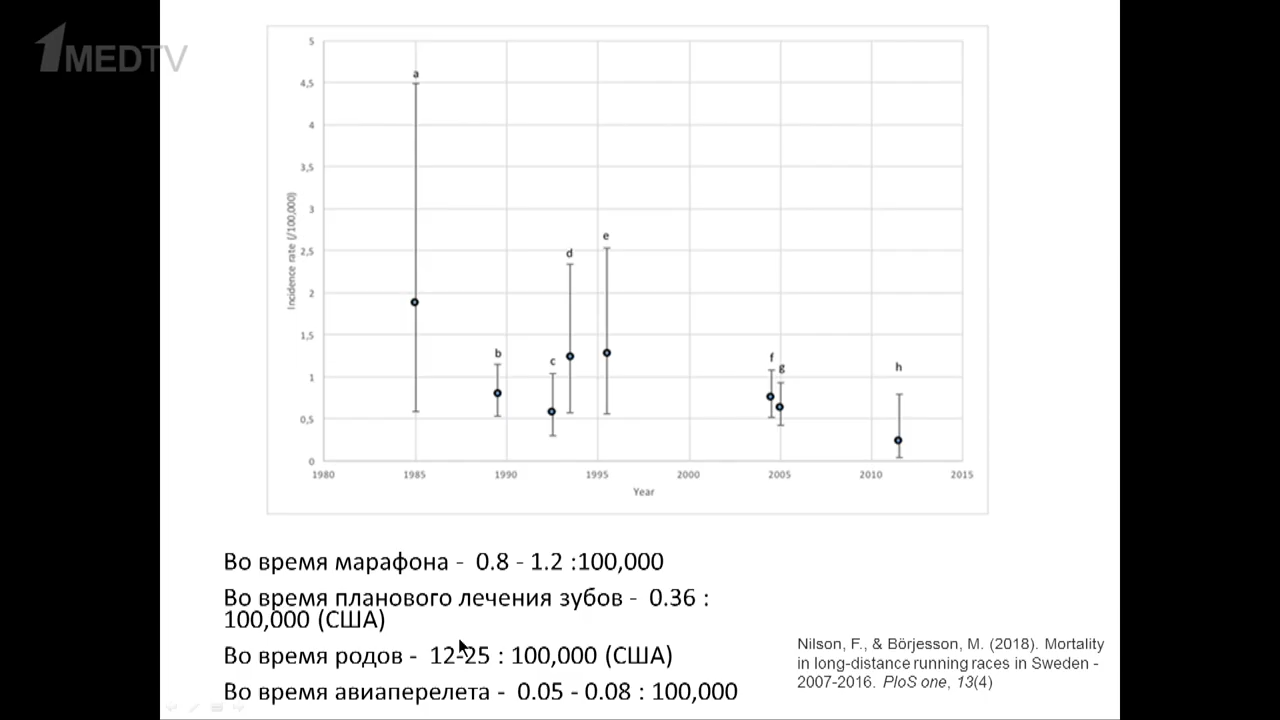 1MEDTV
5
a
4,5
4
3,5
3
e
d
2,5
2
1,5
b
c
f
g
h
1
0,5
0
Incidence rate (/100,000)
1980 1985 1990 1995 2000 2005 2010 2015
Year
Во время марафона - 0.8 - 1.2 :100,000
Во время планового лечения зубов - 0.36 :
100,000 (США)
Во время родов - 12-25 : 100,000 (США)
Во время авиаперелета - 0.05 - 0.08 : 100,000
Nilson, F., & Börjesson, M. (2018). Mortality
in long-distance running races in Sweden -
2007-2016. PloS one, 13(4)